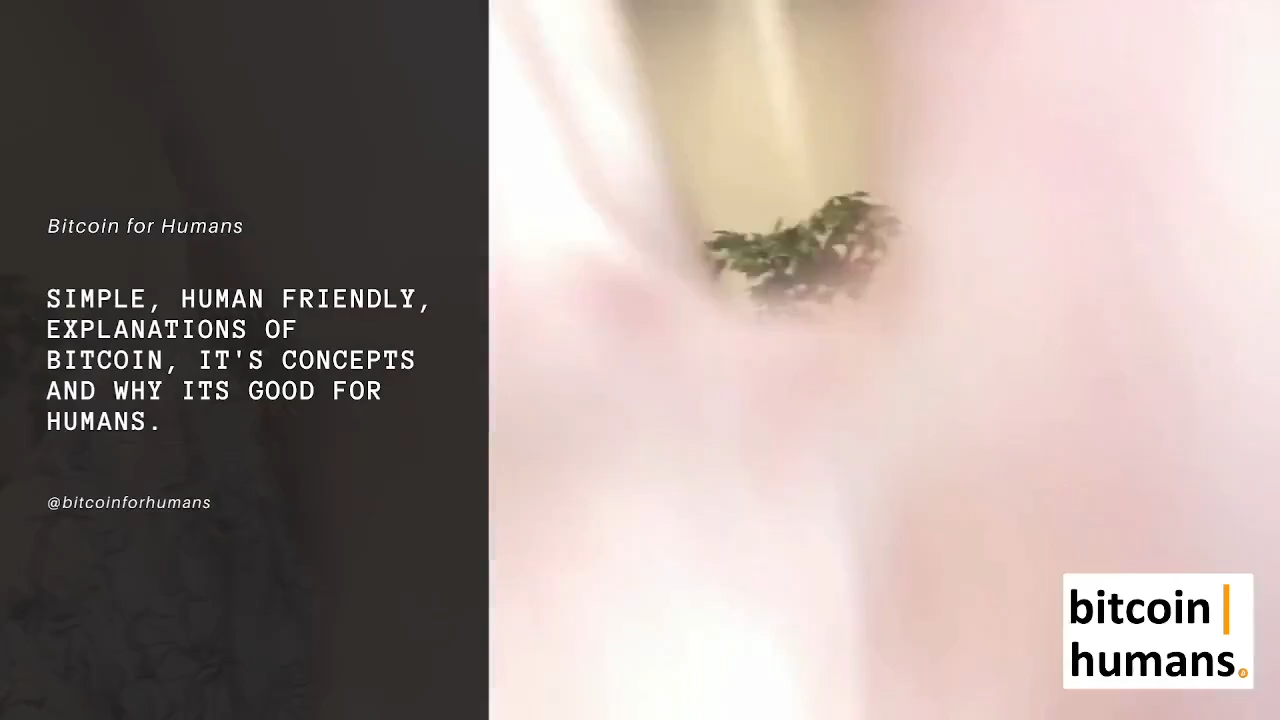 Bitcoin for Humans
SIMPLE, HUMAN FRIENDLY,
EXPLANATIONS OF
BITCOIN, IT'S CONCEPTS
AND WHY ITS GOOD FOR
HUMANS.
@bitcoinforhumans
bitcoin |
humans.